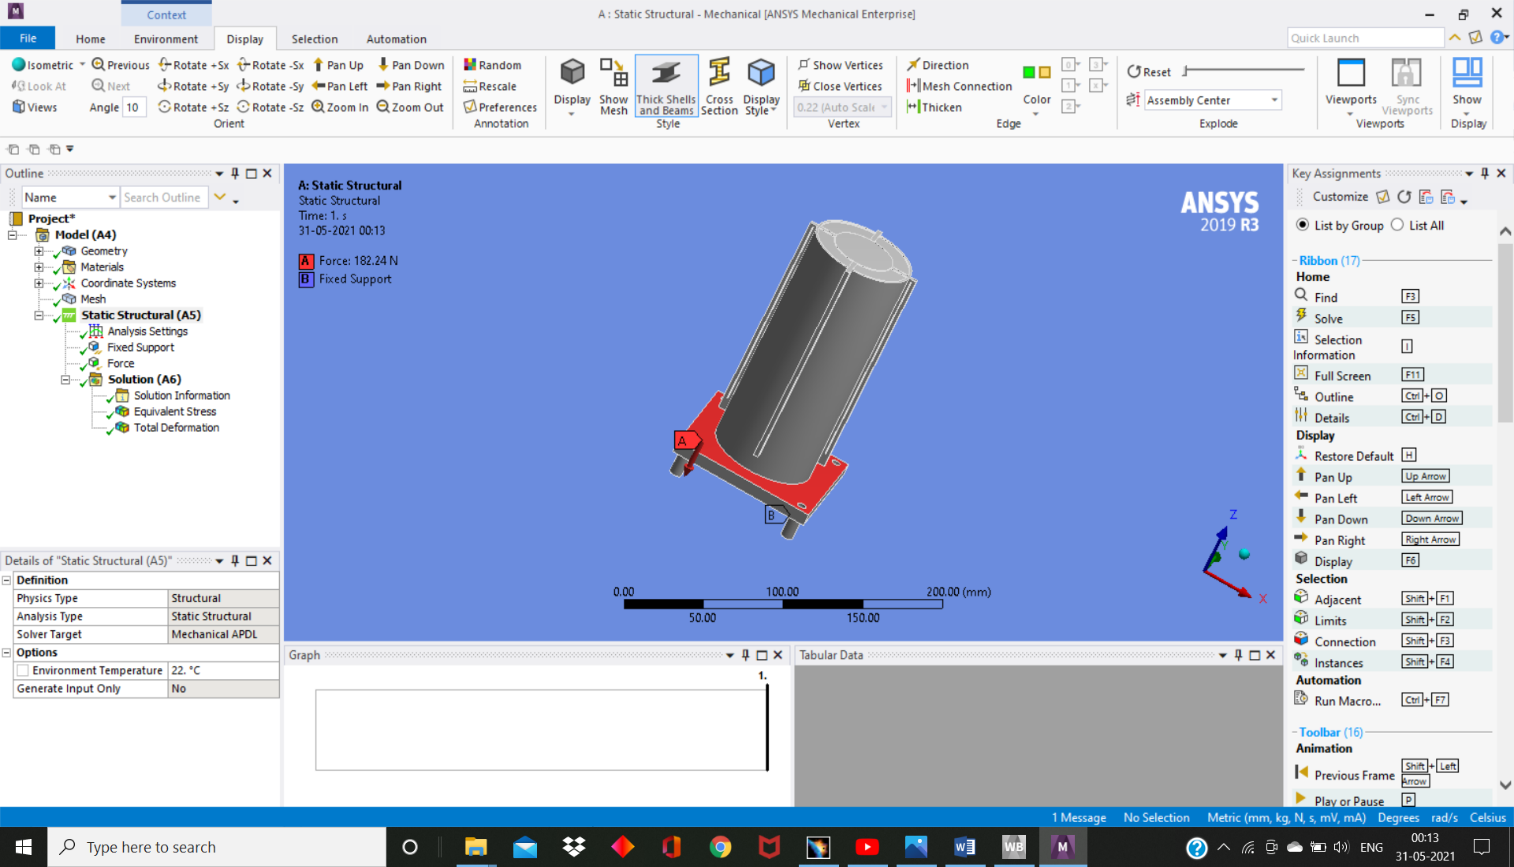 A : Static Structural - Mechanical [ANSYS Mechanical Enterprise]
Context
File Home Environment Display Selection Automation
Quick Launch
Isometric Previous Rotate +Sx Rotate -Sx Pan Up Pan Down
Look At Next Rotate +Sy Rotate -Sy Pan Left Pan Right
Views Angle 10 Rotate +Sz Rotate -Sz Zoom In Zoom Out
Orient
Random
Rescale
Preferences
Annotation
Display
Show Mesh
Thick Shells and Beams
Cross Section
Display Style
Style
Show Vertices
Close Vertices
0.22 (Auto Scale
Vertex
Direction
Mesh Connection
Thicken
Color
Edge
Reset
Assembly Center
Explode
Viewports
Sync Viewports
Viewports
Show
Display
Outline
Name Search Outline
Project*
Model (A4)
Geometry
Materials
Coordinate Systems
Mesh
Static Structural (A5)
Analysis Settings
Fixed Support
Force
Solution (A6)
Solution Information
Equivalent Stress
Total Deformation
Details of "Static Structural (A5)"
Definition
Physics Type Structural
Analysis Type Static Structural
Solver Target Mechanical APDL
Options
Environment Temperature 22. °C
Generate Input Only No
A: Static Structural
Static Structural
Time: 1. s
31-05-2021 00:13
A Force: 182.24 N
B Fixed Support
ANSYS
2019 R3
A
B
Z
Y
X
0.00 100.00 200.00 (mm)
50.00 150.00
Graph
1.
Tabular Data
Key Assignments
Customize
List by Group List All
Ribbon (17)
Home
Find F3
Solve F5
Selection Information I
Full Screen F11
Outline Ctrl + O
Details Ctrl + D
Display
Restore Default H
Pan Up Up Arrow
Pan Left Left Arrow
Pan Down Down Arrow
Pan Right Right Arrow
Display F6
Selection
Adjacent Shift + F1
Limits Shift + F2
Connection Shift + F3
Instances Shift + F4
Automation
Run Macro... Ctrl + F7
Toolbar (16)
Animation
Previous Frame Shift + Left Arrow
Play or Pause P
1 Message No Selection Metric (mm, kg, N, s, mV, mA) Degrees rad/s Celsius
Type here to search
WB
M
ENG
00:13
31-05-2021